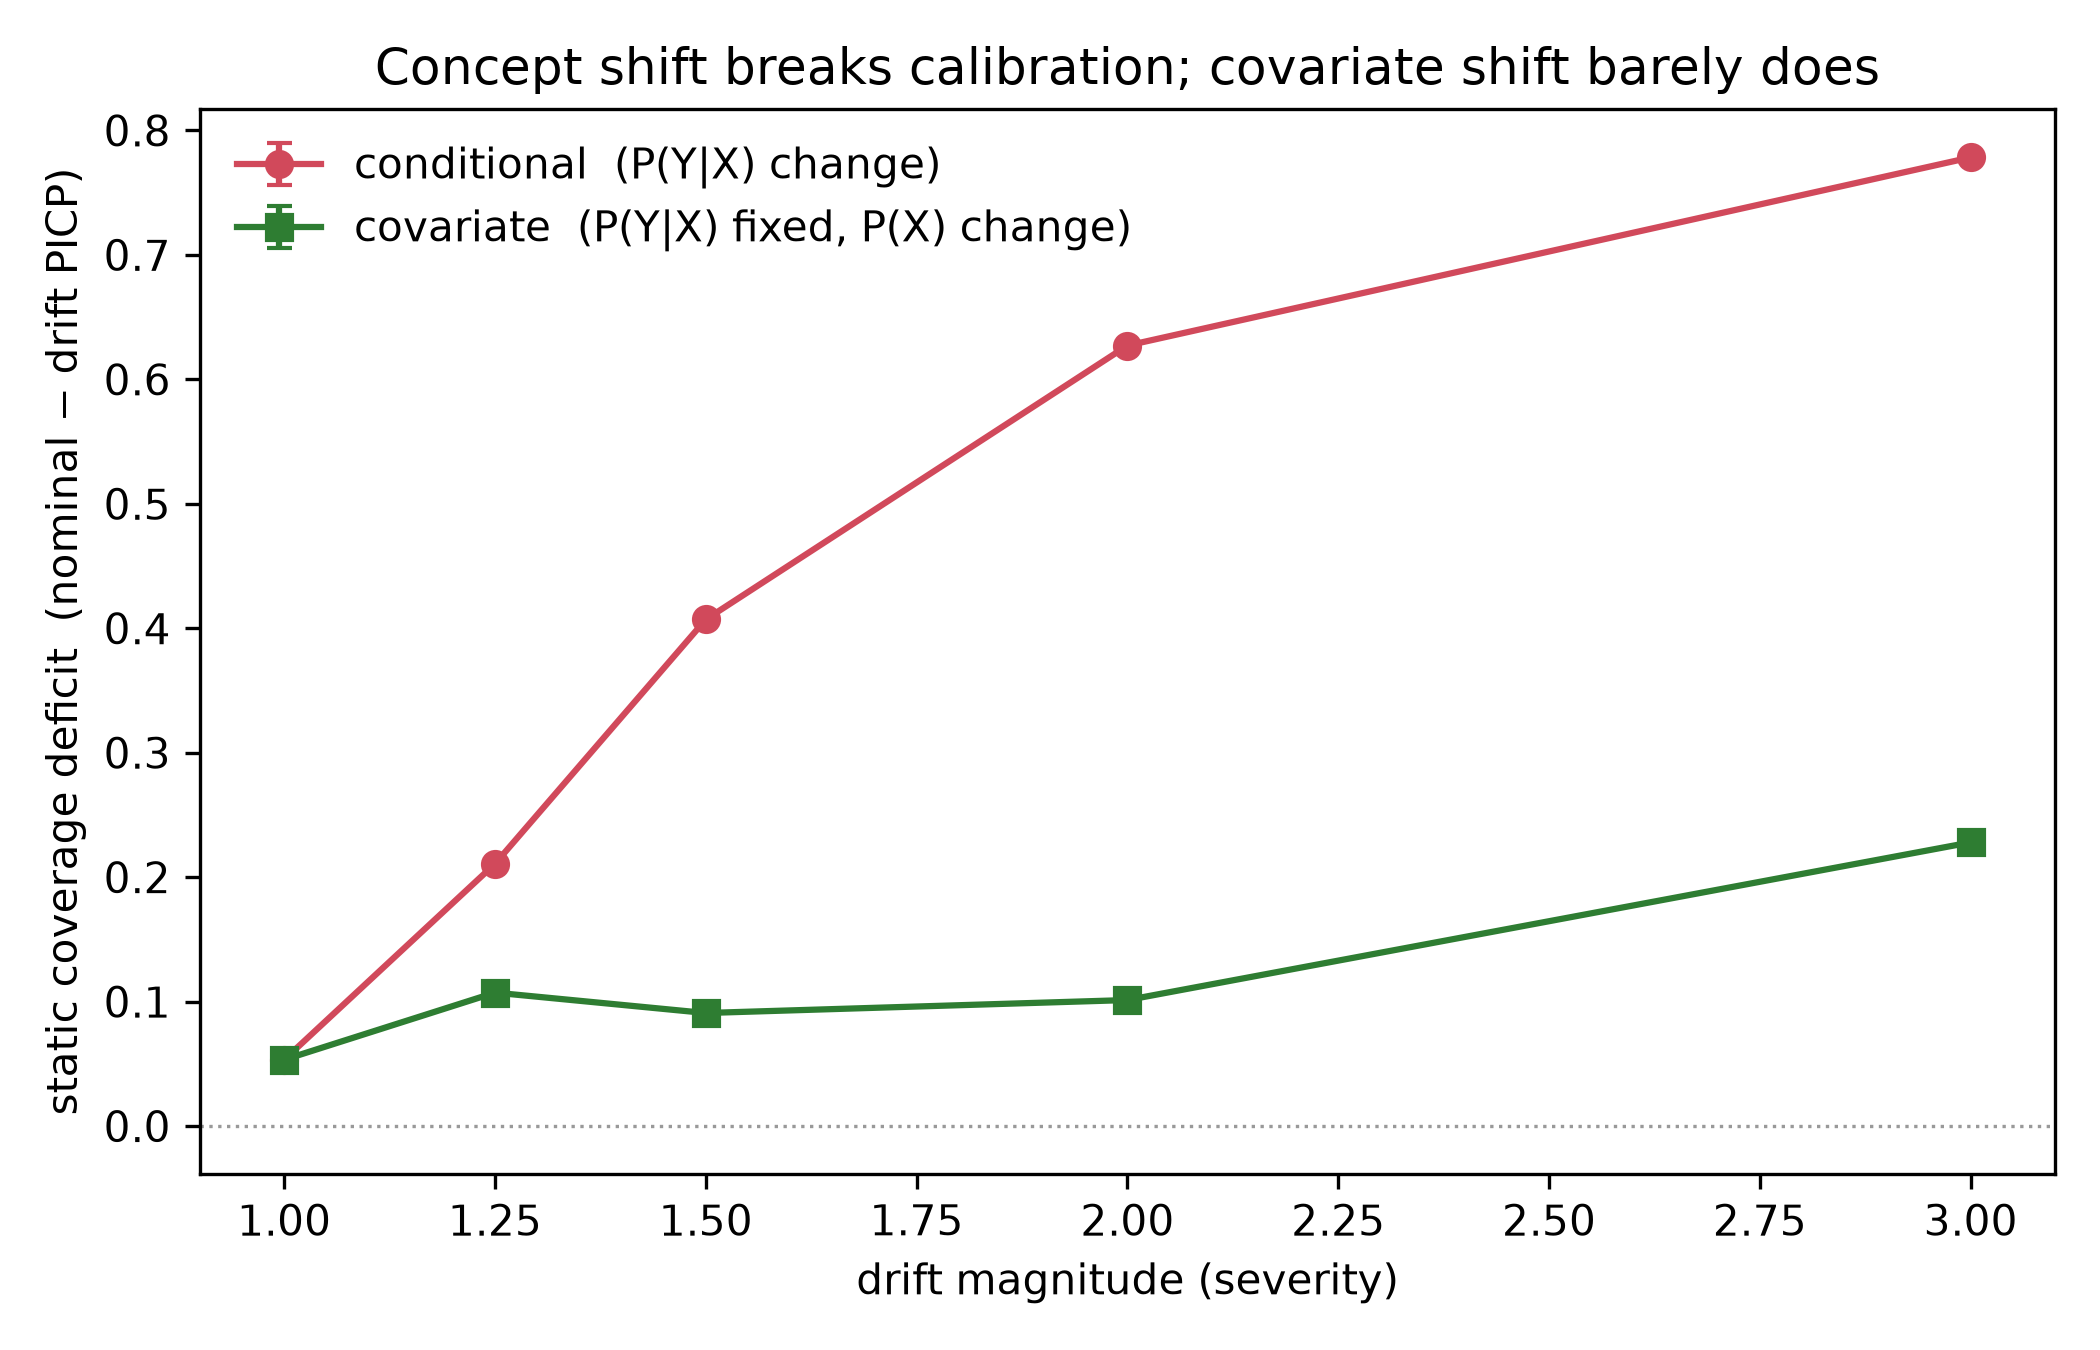 Concept shift breaks calibration; covariate shift barely does
conditional  (P(Y|X) change)
covariate  (P(Y|X) fixed, P(X) change)
static coverage deficit  (nominal − drift PICP)
0.8
0.7
0.6
0.5
0.4
0.3
0.2
0.1
0.0
1.00 1.25 1.50 1.75 2.00 2.25 2.50 2.75 3.00
drift magnitude (severity)